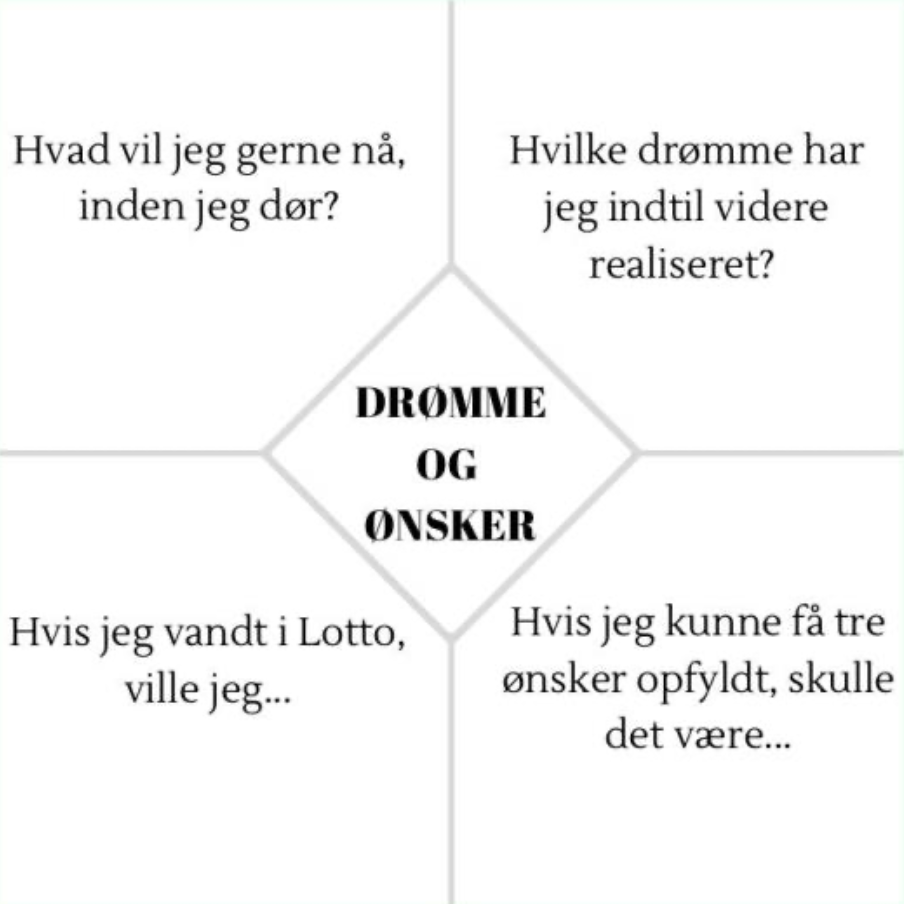 Hvad vil jeg gerne nå,
inden jeg dør?
Hvilke drømme har
jeg indtil videre
realiseret?
DRØMME
OG
ØNSKER
Hvis jeg vandt i Lotto,
ville jeg...
Hvis jeg kunne få tre
ønsker opfyldt, skulle
det være...